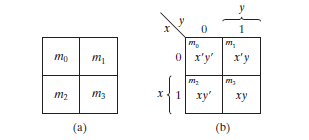 y
y
x
0 1
m₀ m₁
m₀ m₁
0 x'y' x'y
m₂ m₃
m₂ m₃
x 1 xy' xy
(a) (b)